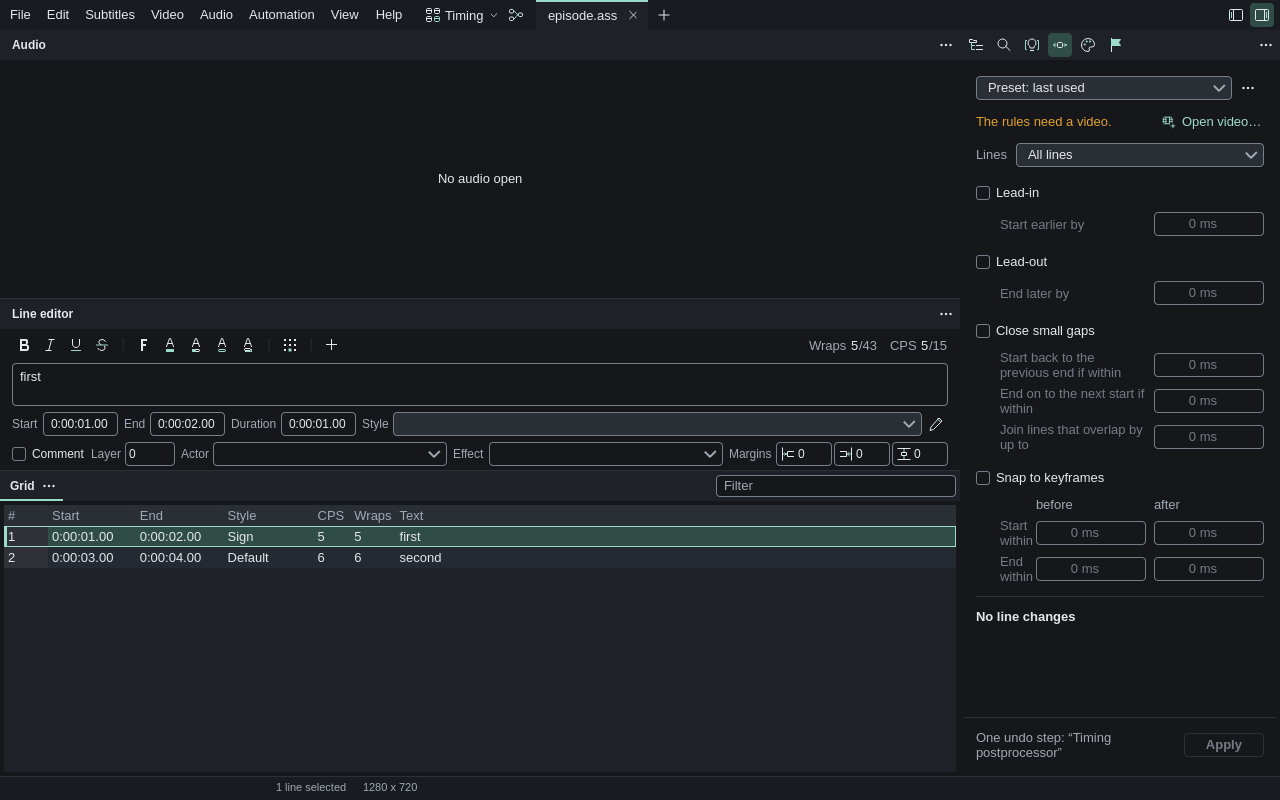 File Edit Subtitles Video Audio Automation View Help Timing episode.ass
Audio
Preset: last used
The rules need a video. Open video…
Lines All lines
No audio open
Lead-in
Start earlier by 0 ms
Lead-out
End later by 0 ms
Close small gaps
Start back to the previous end if within 0 ms
End on to the next start if within 0 ms
Join lines that overlap by up to 0 ms
Snap to keyframes
before after
Start within 0 ms 0 ms
End within 0 ms 0 ms
No line changes
One undo step: “Timing postprocessor” Apply
Line editor
B I U S F A A A A Wraps 5/43 CPS 5/15
first
Start 0:00:01.00 End 0:00:02.00 Duration 0:00:01.00 Style
Comment Layer 0 Actor Effect Margins 0 0 0
Grid Filter
# Start End Style CPS Wraps Text
1 0:00:01.00 0:00:02.00 Sign 5 5 first
2 0:00:03.00 0:00:04.00 Default 6 6 second
1 line selected 1280 x 720